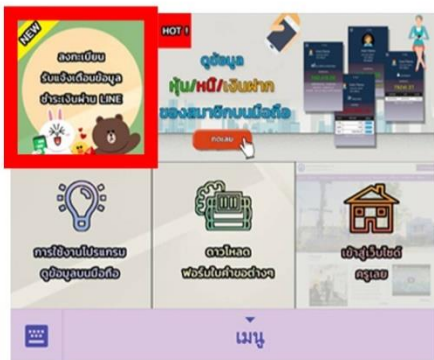 NEW
ลงทะเบียน
รับแจ้งเตือนข้อมูล
ชำระเงินผ่าน LINE
HOT !
ดูข้อมูล
หุ้น/หนี้/เงินฝาก
ของสมาชิกบนมือถือ
กดเลย
การใช้งานโปรแกรม
ดูข้อมูลบนมือถือ
ดาวโหลด
ฟอร์มใบคำขอต่างๆ
เข้าสู่เว็บไซต์
ครูเลย
เมนู